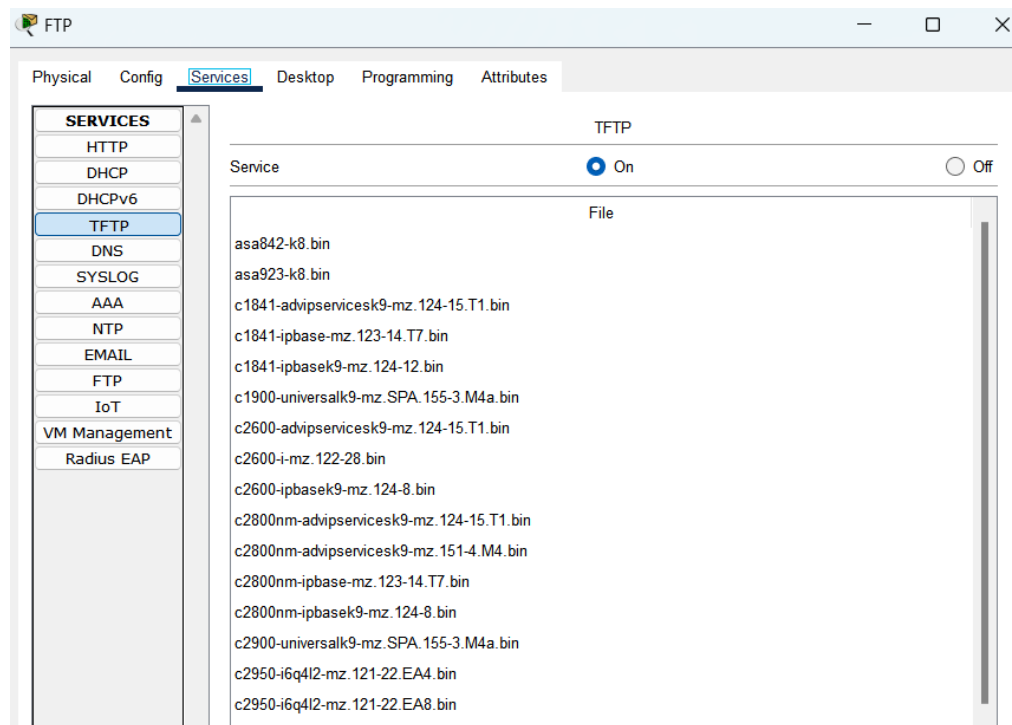 FTP
Physical Config Services Desktop Programming Attributes
SERVICES
HTTP
DHCP
DHCPv6
TFTP
DNS
SYSLOG
AAA
NTP
EMAIL
FTP
IoT
VM Management
Radius EAP
TFTP
Service On Off
File
asa842-k8.bin
asa923-k8.bin
c1841-advipservicesk9-mz.124-15.T1.bin
c1841-ipbase-mz.123-14.T7.bin
c1841-ipbasek9-mz.124-12.bin
c1900-universalk9-mz.SPA.155-3.M4a.bin
c2600-advipservicesk9-mz.124-15.T1.bin
c2600-i-mz.122-28.bin
c2600-ipbasek9-mz.124-8.bin
c2800nm-advipservicesk9-mz.124-15.T1.bin
c2800nm-advipservicesk9-mz.151-4.M4.bin
c2800nm-ipbase-mz.123-14.T7.bin
c2800nm-ipbasek9-mz.124-8.bin
c2900-universalk9-mz.SPA.155-3.M4a.bin
c2950-i6q4l2-mz.121-22.EA4.bin
c2950-i6q4l2-mz.121-22.EA8.bin